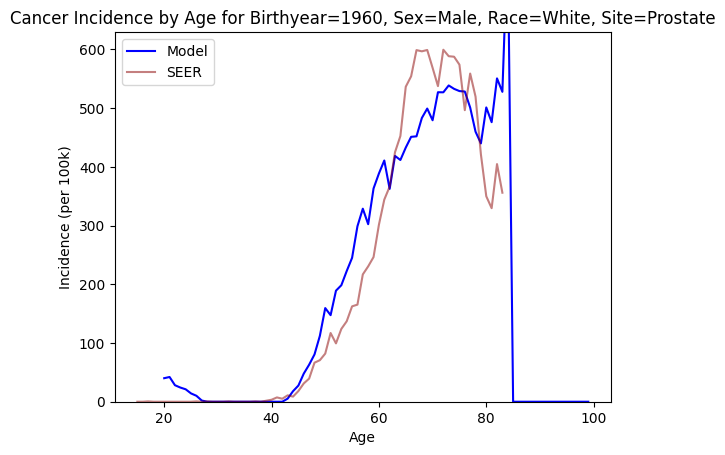 Cancer Incidence by Age for Birthyear=1960, Sex=Male, Race=White, Site=Prostate
Model
SEER
Incidence (per 100k)
600
500
400
300
200
100
0
20
40
60
80
100
Age